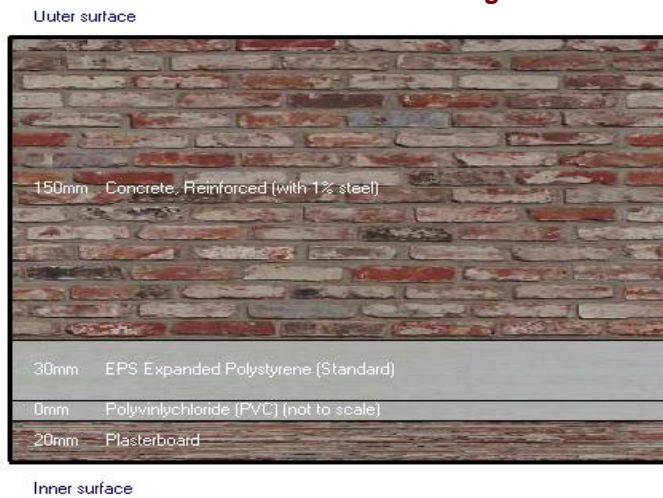 Outer surface
150mm Concrete, Reinforced (with 1% steel)
30mm EPS Expanded Polystyrene (Standard)
0mm Polyvinlychloride (PVC) (not to scale)
20mm Plasterboard
Inner surface